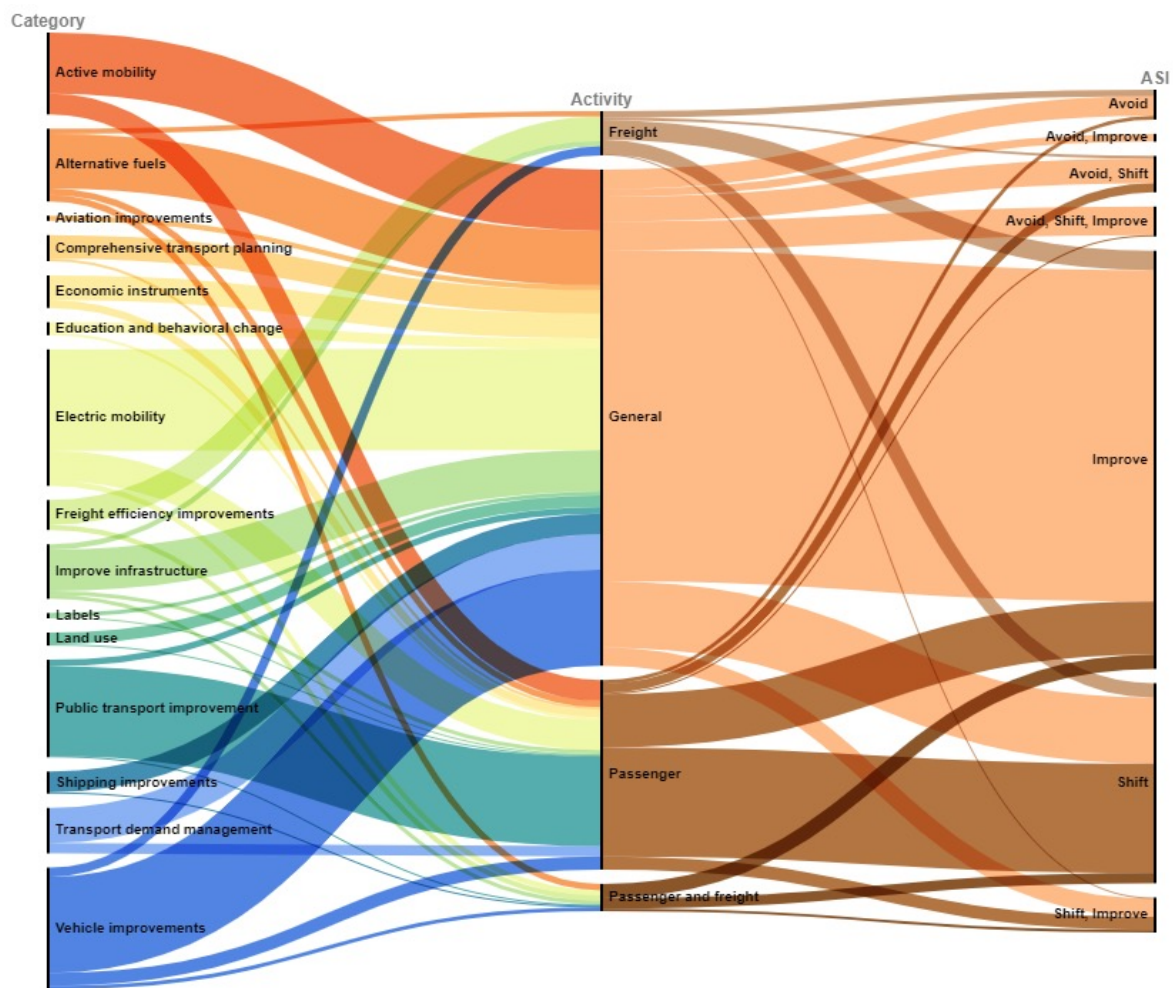 Category
Active mobility
Alternative fuels
Aviation improvements
Comprehensive transport planning
Economic instruments
Education and behavioral change
Electric mobility
Freight efficiency improvements
Improve infrastructure
Labels
Land use
Public transport improvement
Shipping improvements
Transport demand management
Vehicle improvements
Activity
Freight
General
Passenger
Passenger and freight
ASI
Avoid
Avoid, Improve
Avoid, Shift
Avoid, Shift, Improve
Improve
Shift
Shift, Improve